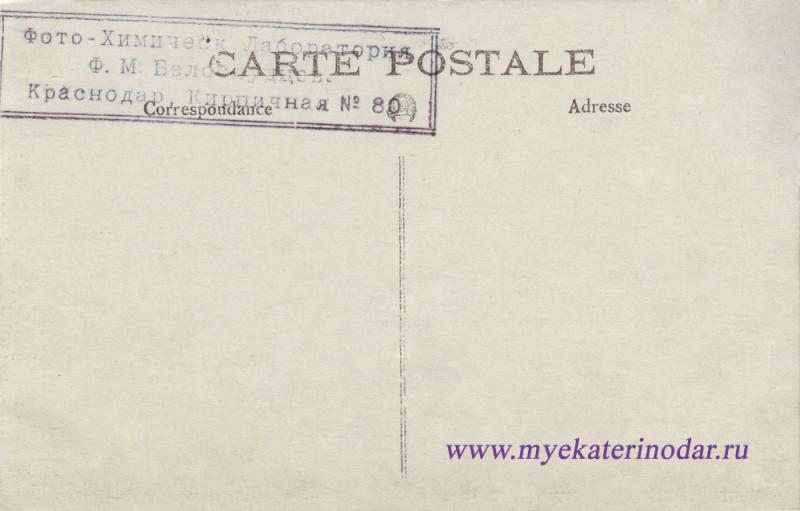 Фото-Химическ Лаборатория
Ф. М.
Краснодар, Кирпичная № 80
CARTE POSTALE
Correspondance
Adresse
www.myekaterinodar.ru